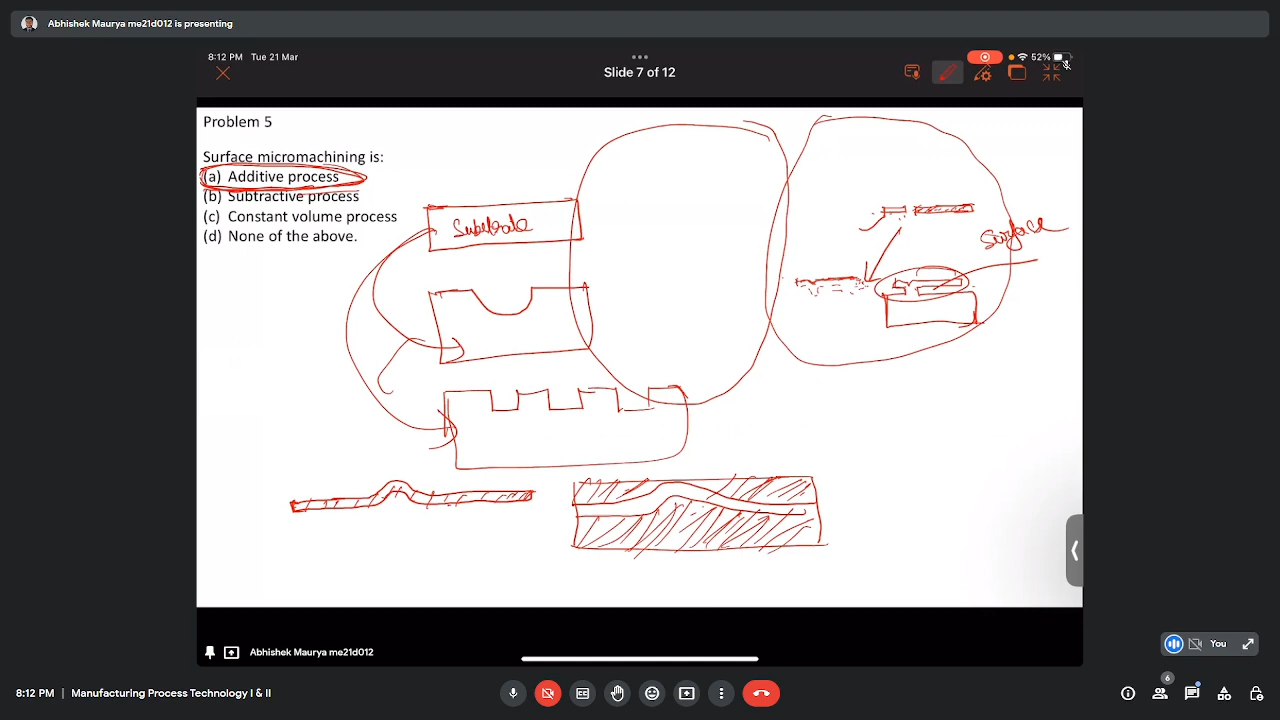 Abhishek Maurya me21d012 is presenting
8:12 PM Tue 21 Mar
52%
Slide 7 of 12
Problem 5
Surface micromachining is:
(a) Additive process
(b) Subtractive process
(c) Constant volume process
(d) None of the above.
Substrate
Surface
Abhishek Maurya me21d012
You
8:12 PM | Manufacturing Process Technology I & II
6